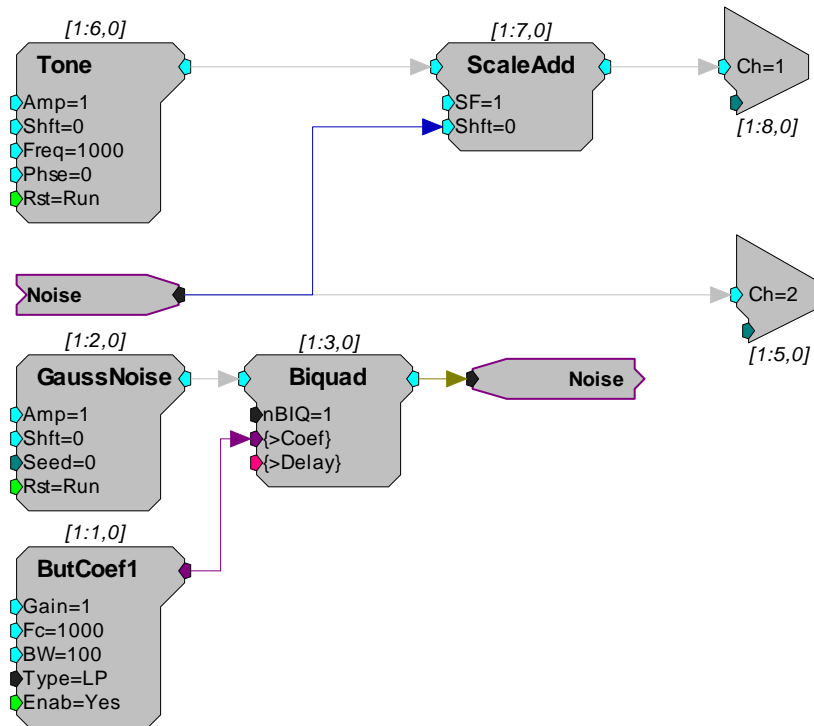 [1:6,0]
Tone
Amp=1
Shft=0
Freq=1000
Phse=0
Rst=Run
[1:7,0]
ScaleAdd
SF=1
Shft=0
Ch=1
[1:8,0]
Noise
Ch=2
[1:5,0]
[1:2,0]
GaussNoise
Amp=1
Shft=0
Seed=0
Rst=Run
[1:3,0]
Biquad
nBIQ=1
{>Coef}
{>Delay}
Noise
[1:1,0]
ButCoef1
Gain=1
Fc=1000
BW=100
Type=LP
Enab=Yes